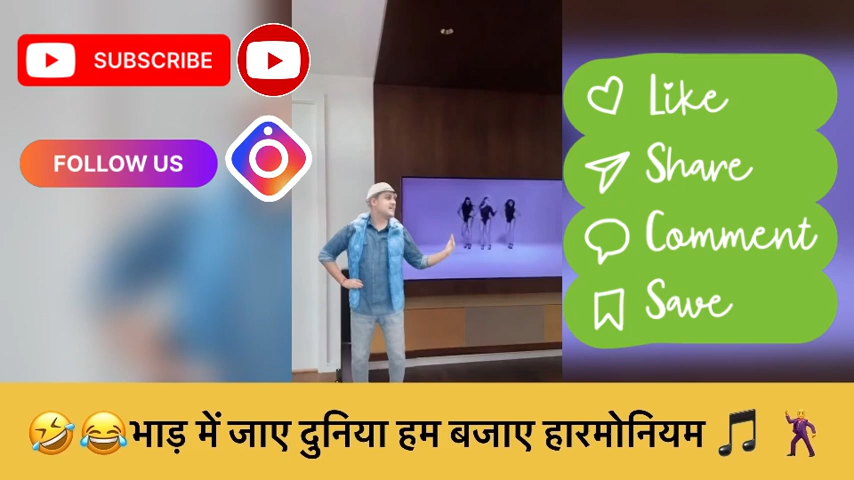 SUBSCRIBE
FOLLOW US
Like
Share
Comment
Save
🤣😂भाड़ में जाए दुनिया हम बजाए हारमोनियम 🎵 🕺